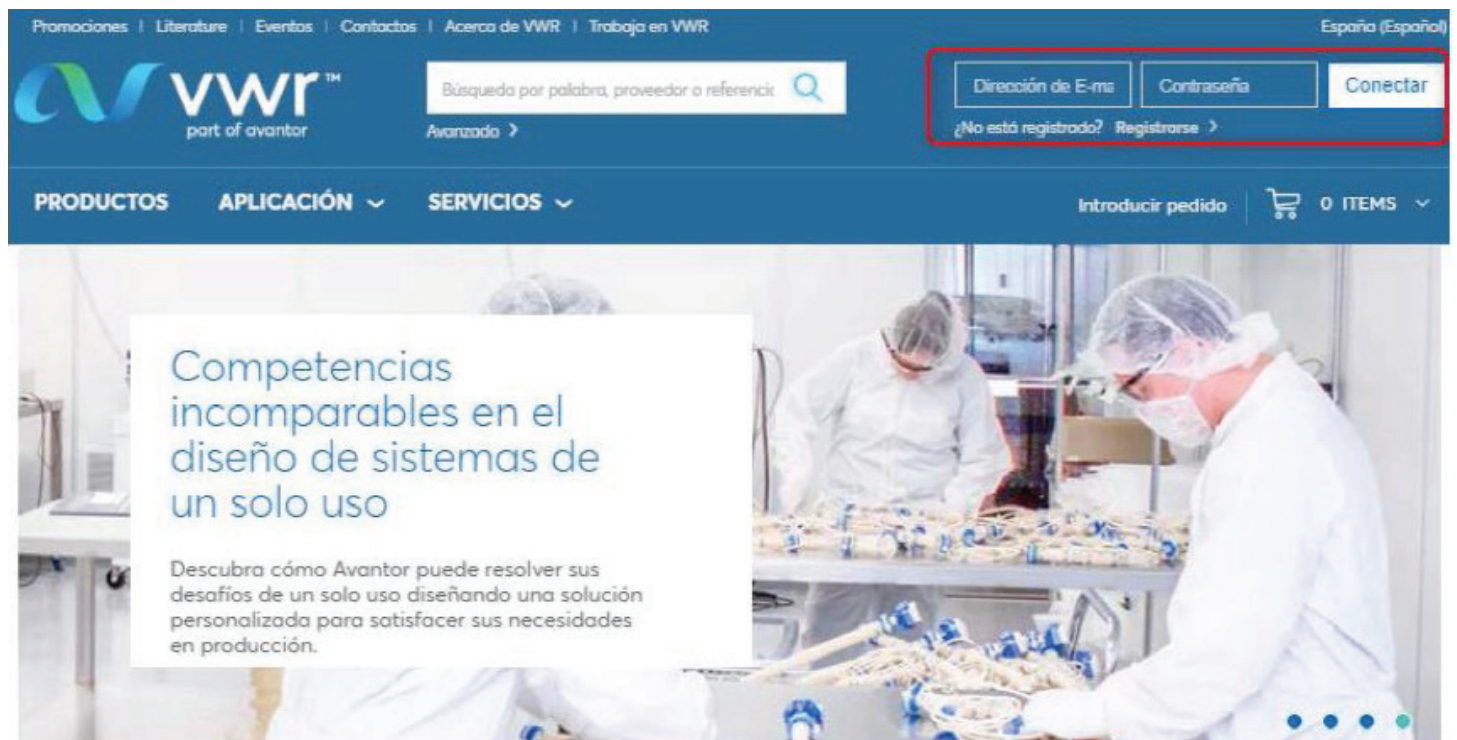 Promociones | Literature | Eventos | Contactos | Acerca de VWR | Trabaja en VWR
España (Español)
vwr™
part of avantor
Búsqueda por palabra, proveedor o referencic
Avanzado >
Dirección de E-ma
Contraseña
Conectar
¿No está registrado? Registrarse >
PRODUCTOS APLICACIÓN SERVICIOS
Introducir pedido | 0 ITEMS
Competencias
incomparables en el
diseño de sistemas de
un solo uso
Descubra cómo Avantor puede resolver sus
desafíos de un solo uso diseñando una solución
personalizada para satisfacer sus necesidades
en producción.